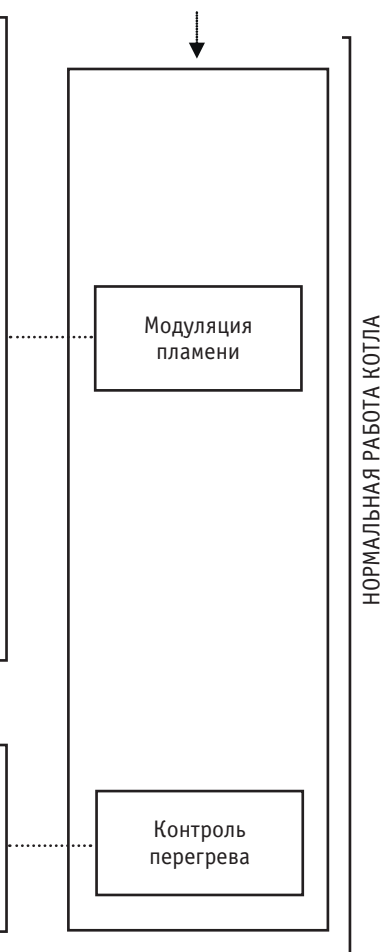 Модуляция
пламени
НОРМАЛЬНАЯ РАБОТА КОТЛА
Контроль
перегрева